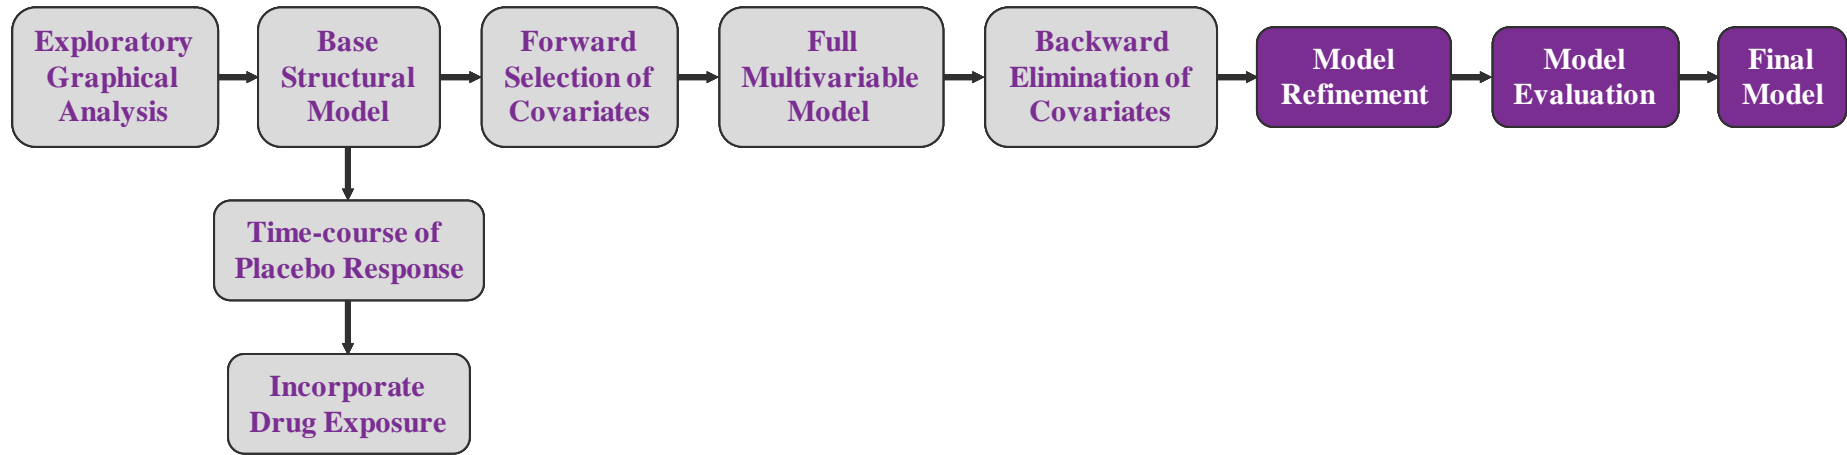 Exploratory
Graphical
Analysis
Base
Structural
Model
Forward
Selection of
Covariates
Full
Multivariable
Model
Backward
Elimination of
Covariates
Model
Refinement
Model
Evaluation
Final
Model
Time-course of
Placebo Response
Incorporate
Drug Exposure